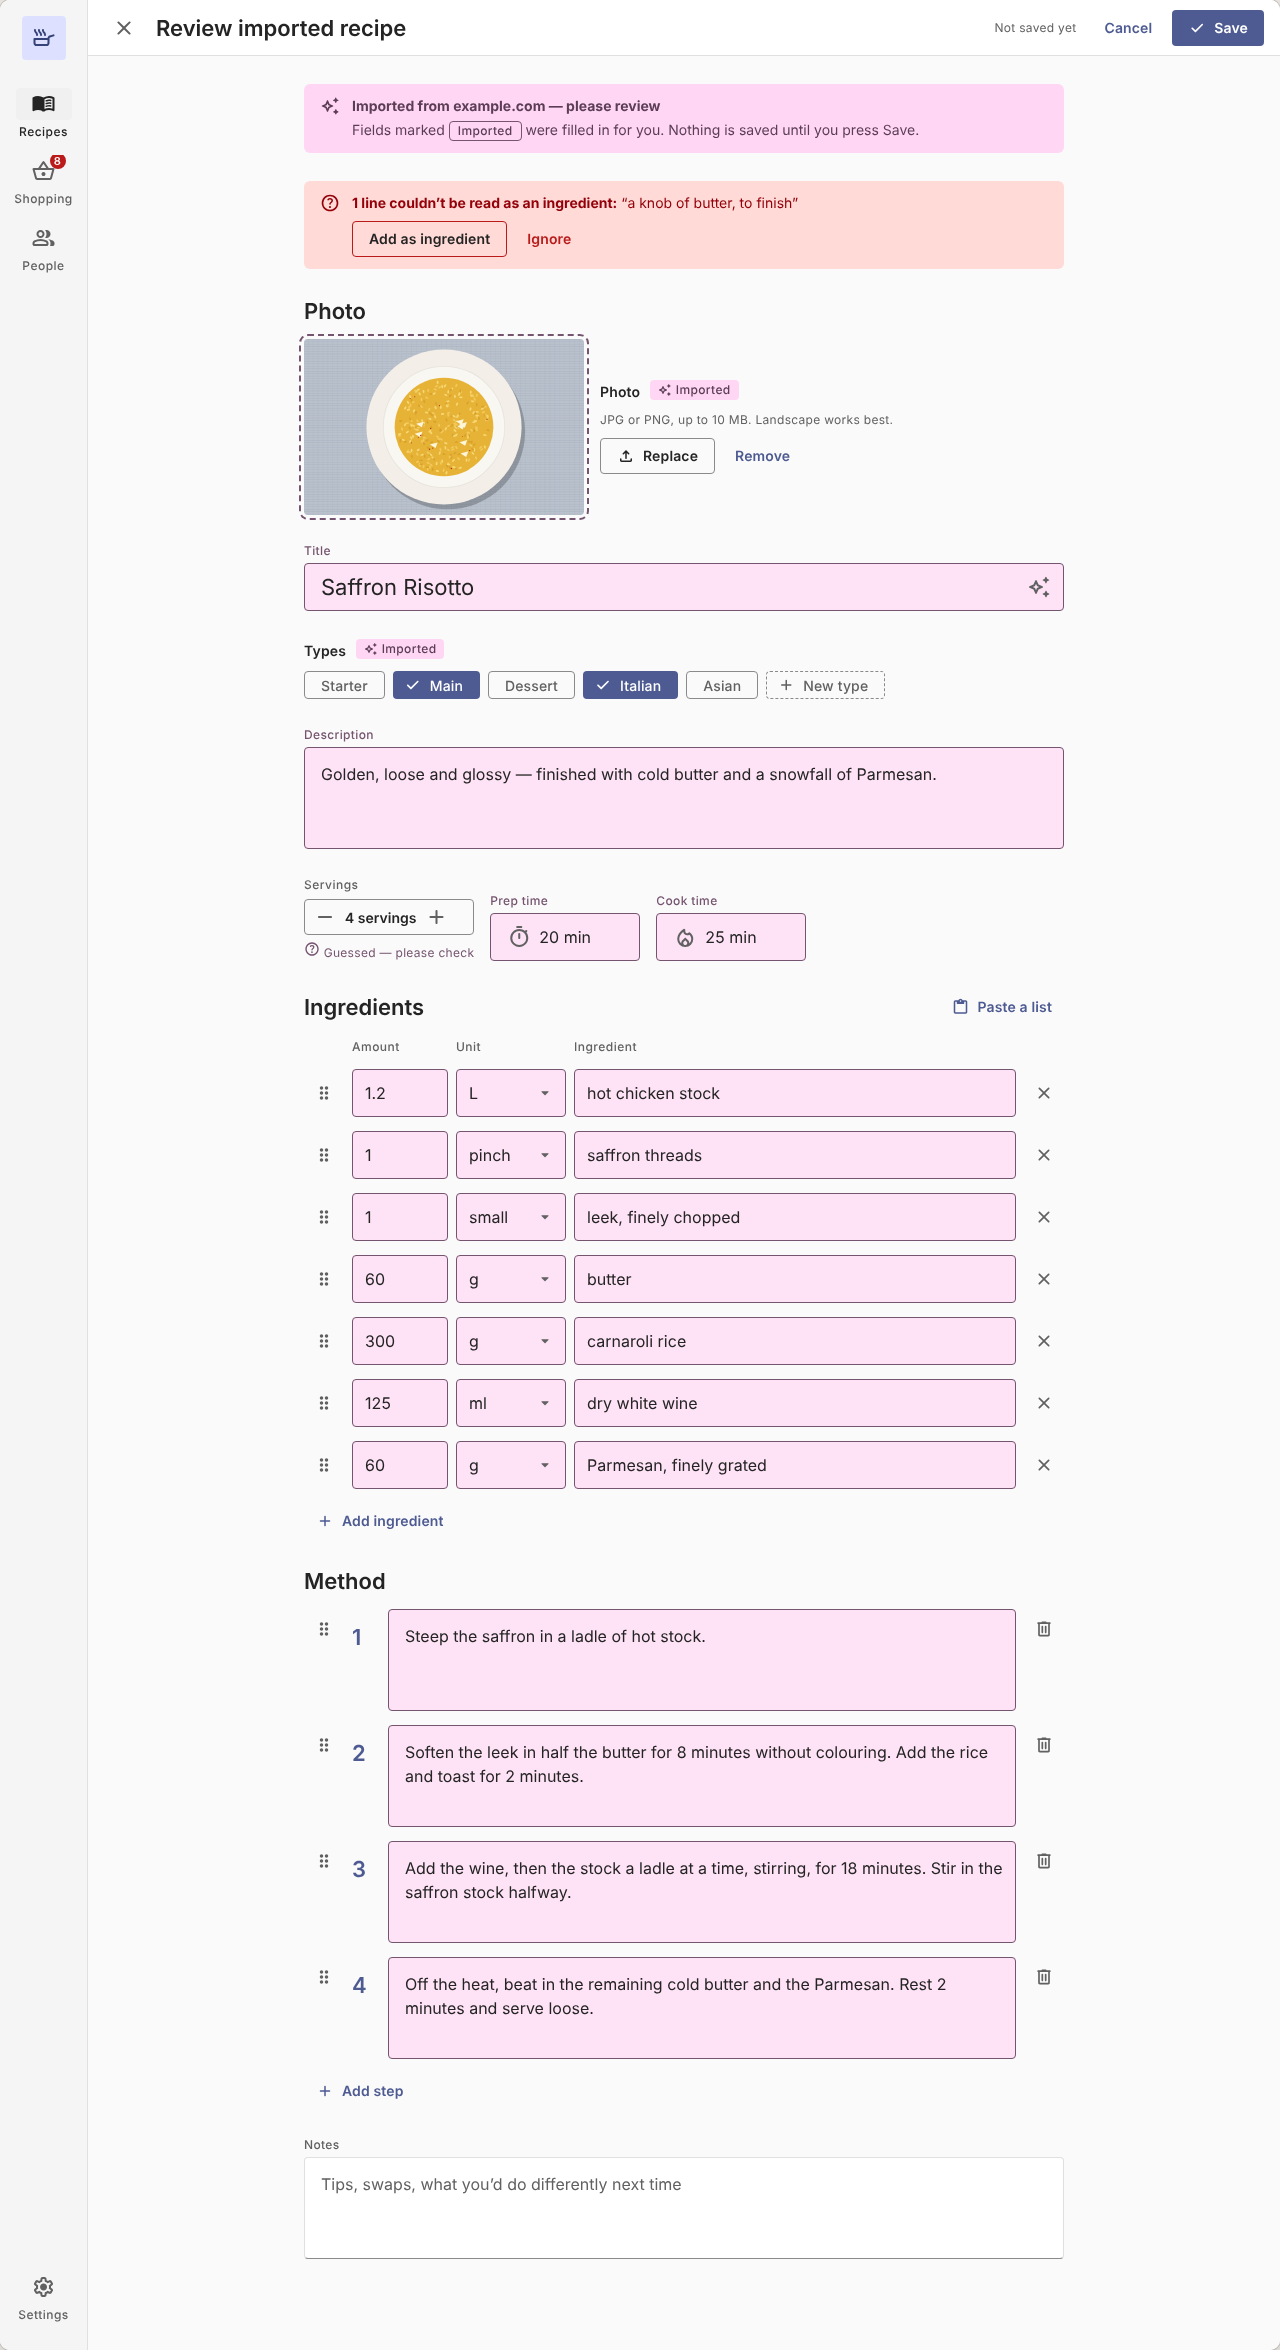 Review imported recipe
Not saved yet
Cancel
Save
Recipes
8
Shopping
People
Settings
Imported from example.com — please review
Fields marked Imported were filled in for you. Nothing is saved until you press Save.
1 line couldn’t be read as an ingredient: “a knob of butter, to finish”
Add as ingredient
Ignore
Photo
Photo Imported
JPG or PNG, up to 10 MB. Landscape works best.
Replace
Remove
Title
Saffron Risotto
Types Imported
Starter
Main
Dessert
Italian
Asian
New type
Description
Golden, loose and glossy — finished with cold butter and a snowfall of Parmesan.
Servings
4 servings
Guessed — please check
Prep time
20 min
Cook time
25 min
Ingredients
Paste a list
Amount Unit Ingredient
1.2 L hot chicken stock
1 pinch saffron threads
1 small leek, finely chopped
60 g butter
300 g carnaroli rice
125 ml dry white wine
60 g Parmesan, finely grated
Add ingredient
Method
1 Steep the saffron in a ladle of hot stock.
2 Soften the leek in half the butter for 8 minutes without colouring. Add the rice
and toast for 2 minutes.
3 Add the wine, then the stock a ladle at a time, stirring, for 18 minutes. Stir in the
saffron stock halfway.
4 Off the heat, beat in the remaining cold butter and the Parmesan. Rest 2
minutes and serve loose.
Add step
Notes
Tips, swaps, what you’d do differently next time